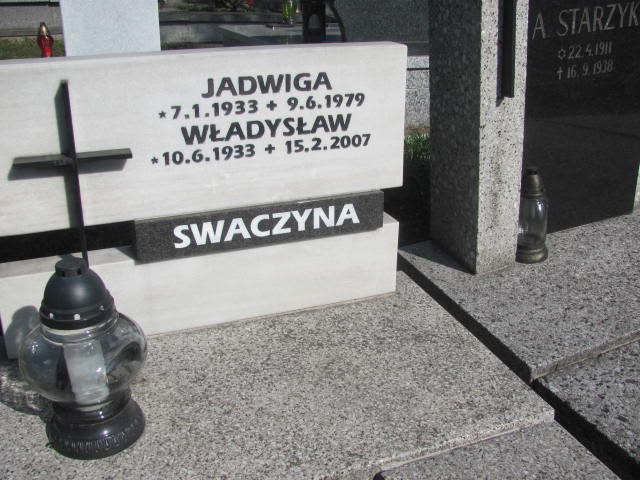 JADWIGA
*7.1.1933 + 9.6.1979
WŁADYSŁAW
*10.6.1933 + 15.2.2007
SWACZYNA
A. STARZYK
✩22.4.1911
†16.9.1938